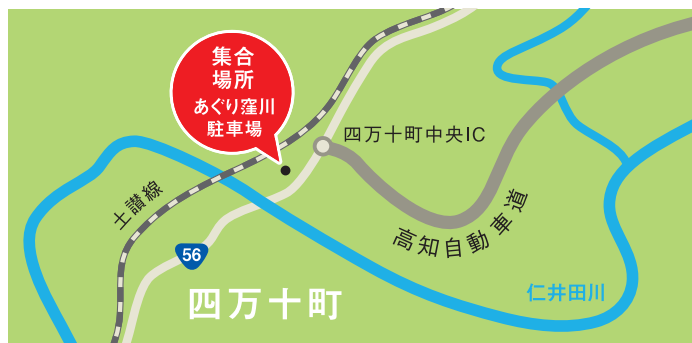 集合
場所
あぐり窪川
駐車場
四万十町中央IC
土讃線
高知自動車道
56
四万十町
仁井田川